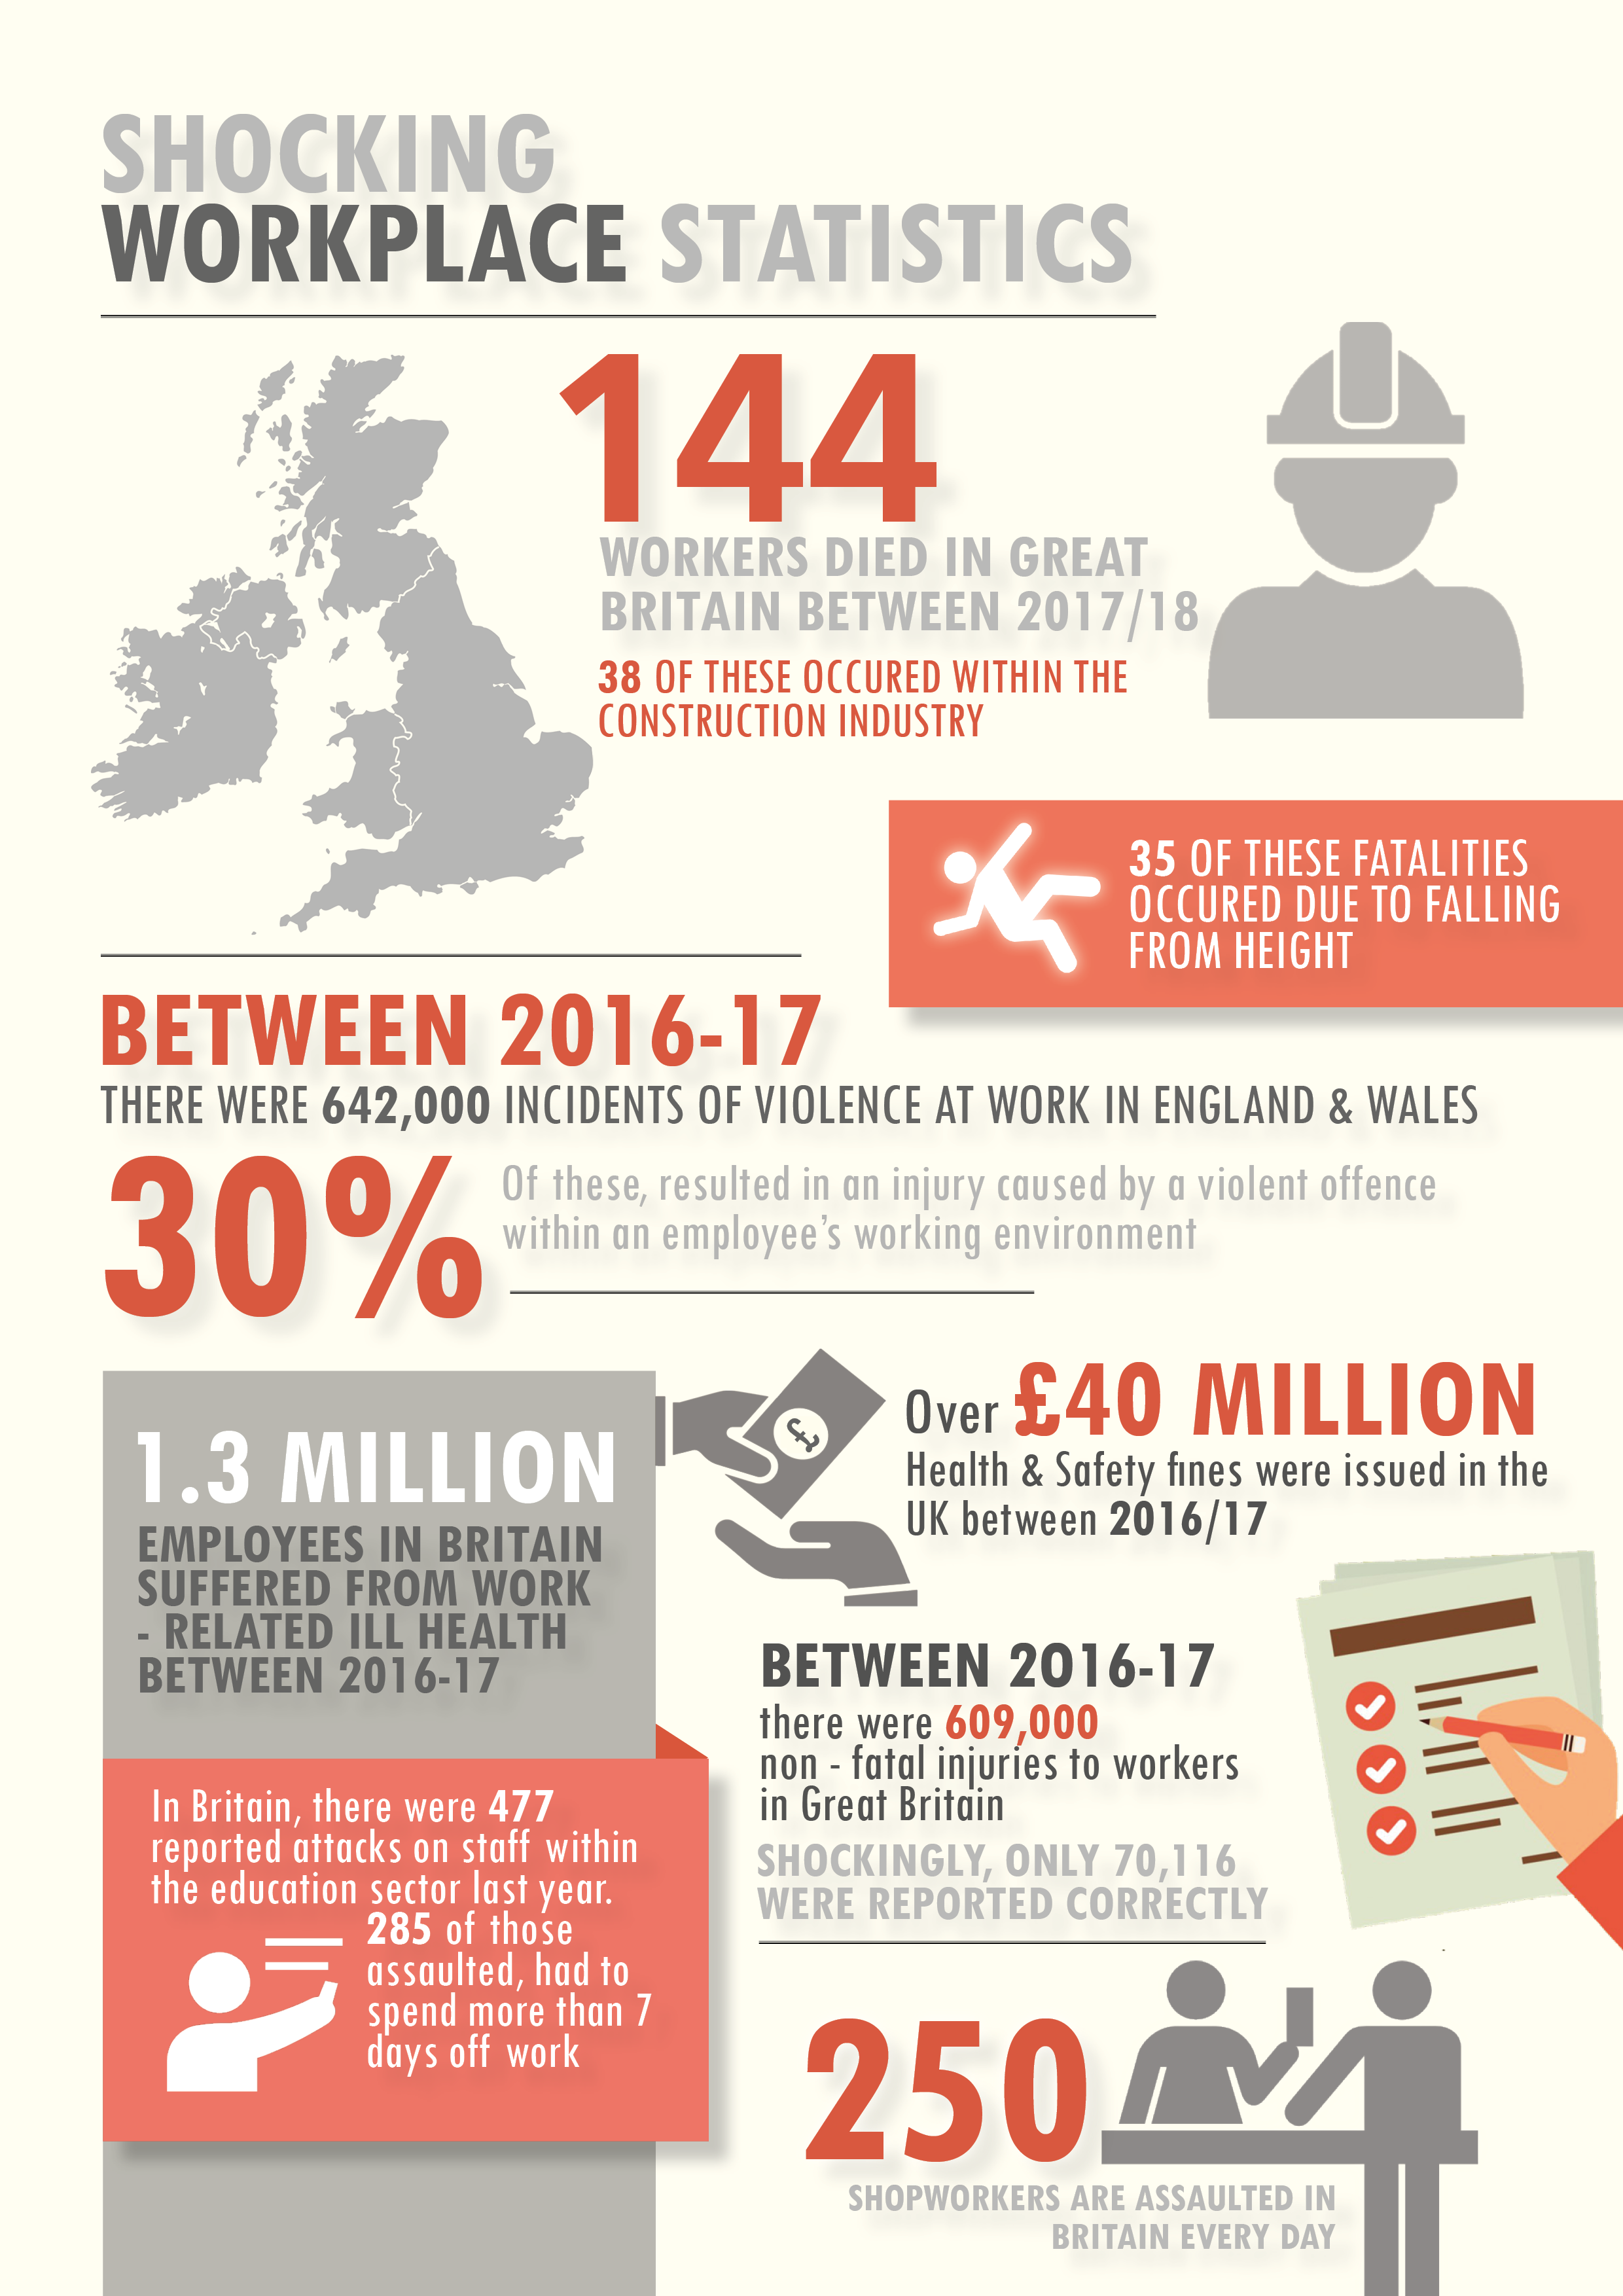 SHOCKING
WORKPLACE STATISTICS
144
WORKERS DIED IN GREAT
BRITAIN BETWEEN 2017/18
38 OF THESE OCCURED WITHIN THE
CONSTRUCTION INDUSTRY
35 OF THESE FATALITIES
OCCURED DUE TO FALLING
FROM HEIGHT
BETWEEN 2016-17
THERE WERE 642,000 INCIDENTS OF VIOLENCE AT WORK IN ENGLAND & WALES
30%
Of these, resulted in an injury caused by a violent offence
within an employee's working environment
1.3 MILLION
EMPLOYEES IN BRITAIN
SUFFERED FROM WORK
- RELATED ILL HEALTH
BETWEEN 2016-17
£
Over £40 MILLION
Health & Safety fines were issued in the
UK between 2016/17
In Britain, there were 477
reported attacks on staff within
the education sector last year.
285 of those
assaulted, had to
spend more than 7
days off work
BETWEEN 2016-17
there were 609,000
non - fatal injuries to workers
in Great Britain
SHOCKINGLY, ONLY 70,116
WERE REPORTED CORRECTLY
250
SHOPWORKERS ARE ASSAULTED IN
BRITAIN EVERY DAY